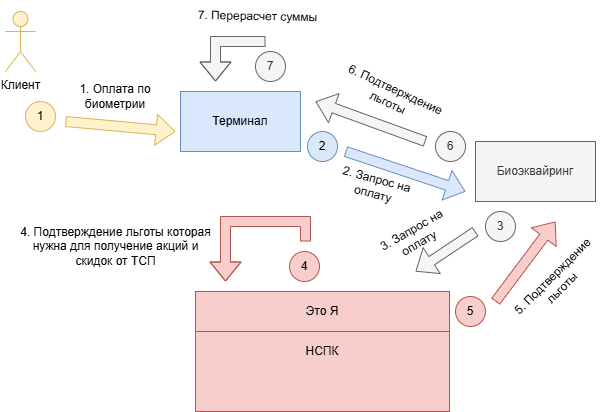 7. Перерасчет суммы
7
Клиент
1. Оплата по
биометрии
1
Терминал
6. Подтверждение
льготы
6
2
2. Запрос на
оплату
Биоэквайринг
3. Запрос на
оплату
3
4. Подтверждение льготы которая
нужна для получение акций и
скидок от ТСП
4
5
5. Подтверждение
льготы
Это Я
НСПК